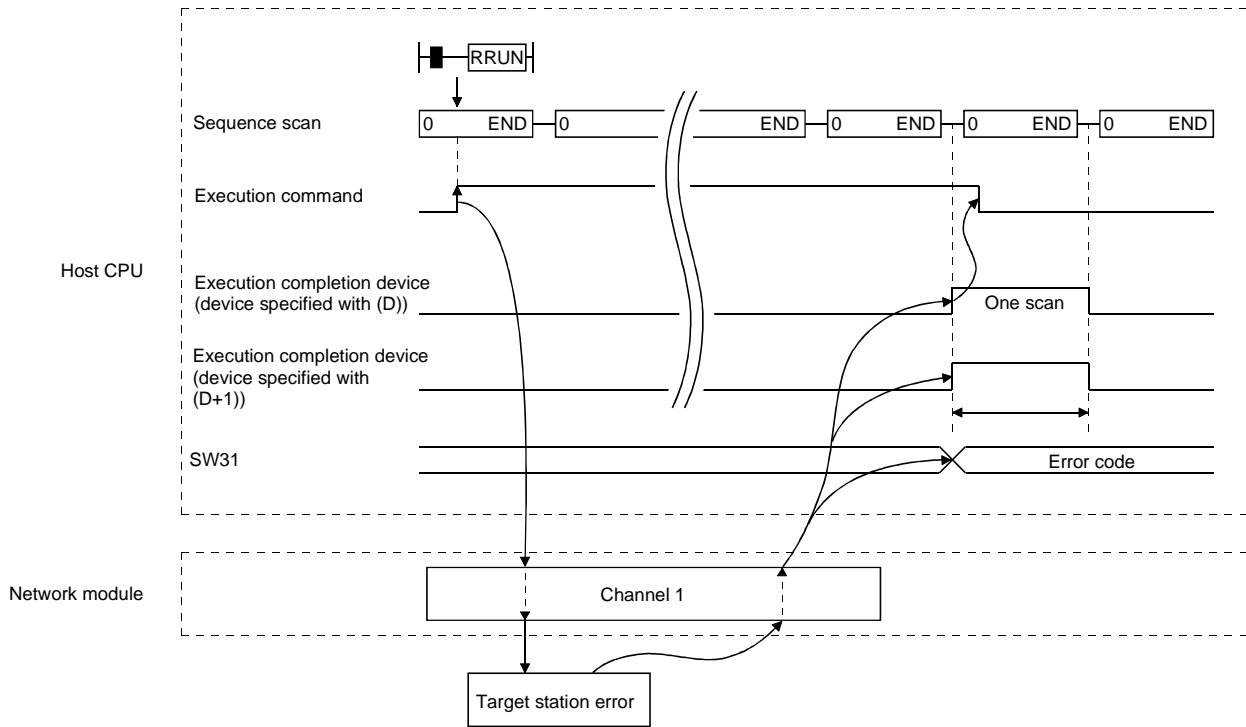 RRUN
Sequence scan
0 END 0 END 0 END 0 END 0 END
Execution command
Host CPU
Execution completion device
(device specified with (D))
One scan
Execution completion device
(device specified with
(D+1))
SW31
Error code
Network module
Channel 1
Target station error